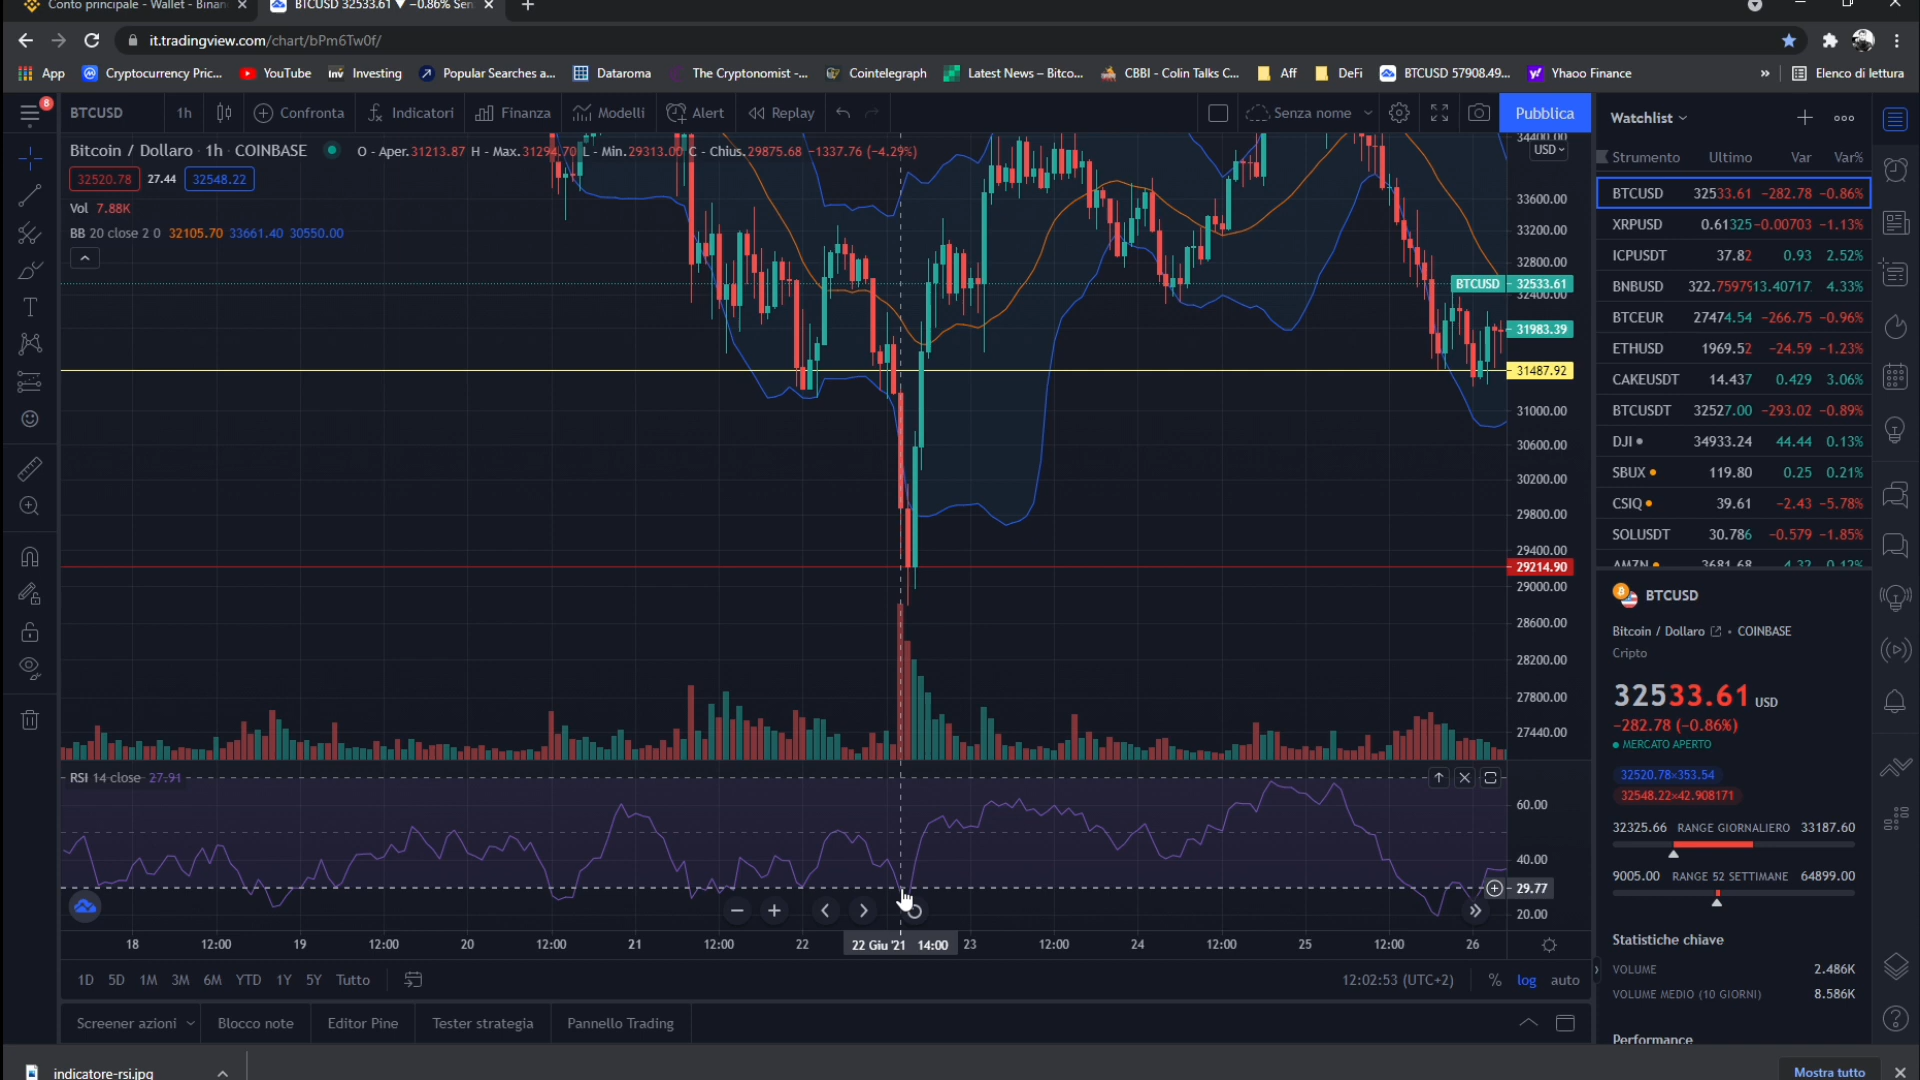 Conto principale - Wallet - Binan
BTCUSD 32533.61 ▼ −0.86% Sen
it.tradingview.com/chart/bPm6Tw0f/
App
Cryptocurrency Pric...
YouTube
Inv Investing
Popular Searches a...
Dataroma
The Cryptonomist -...
Cointelegraph
Latest News – Bitco...
CBBI - Colin Talks C...
Aff
DeFi
BTCUSD 57908.49...
Yhaoo Finance
»
Elenco di lettura
8
BTCUSD
1h
Confronta
Indicatori
Finanza
Modelli
Alert
Replay
Senza nome
Pubblica
Bitcoin / Dollaro · 1h · COINBASE
O - Aper.31213.87 H - Max.31294.70 L - Min.29313.00 C - Chius.29875.68 −1337.76 (−4.29%)
32520.78 27.44 32548.22
Vol 7.88K
BB 20 close 2 0 32105.70 33661.40 30550.00
34400.00
USD
33600.00
33200.00
32800.00
BTCUSD 32533.61
32400.00
31983.39
31487.92
31000.00
30600.00
30200.00
29800.00
29400.00
29214.90
29000.00
28600.00
28200.00
27800.00
27440.00
RSI 14 close 27.91
60.00
40.00
29.77
20.00
18 12:00 19 12:00 20 12:00 21 12:00 22 22 Giu '21 14:00 23 12:00 24 12:00 25 12:00 26
1D 5D 1M 3M 6M YTD 1Y 5Y Tutto
12:02:53 (UTC+2) % log auto
Screener azioni
Blocco note
Editor Pine
Tester strategia
Pannello Trading
Watchlist
Strumento Ultimo Var Var%
BTCUSD 32533.61 −282.78 −0.86%
XRPUSD 0.61325 −0.00703 −1.13%
ICPUSDT 37.82 0.93 2.52%
BNBUSD 322.75979 13.40717 4.33%
BTCEUR 27474.54 −266.75 −0.96%
ETHUSD 1969.52 −24.59 −1.23%
CAKEUSDT 14.437 0.429 3.06%
BTCUSDT 32527.00 −293.02 −0.89%
DJI 34933.24 44.44 0.13%
SBUX 119.80 0.25 0.21%
CSIQ 39.61 −2.43 −5.78%
SOLUSDT 30.786 −0.579 −1.85%
AMZN 3681.68 4.32 0.12%
BTCUSD
Bitcoin / Dollaro · COINBASE
Cripto
32533.61 USD
−282.78 (−0.86%)
MERCATO APERTO
32520.78×353.54
32548.22×42.908171
32325.66 RANGE GIORNALIERO 33187.60
9005.00 RANGE 52 SETTIMANE 64899.00
Statistiche chiave
VOLUME 2.486K
VOLUME MEDIO (10 GIORNI) 8.586K
Performance
indicatore-rsi.jpg
Mostra tutto